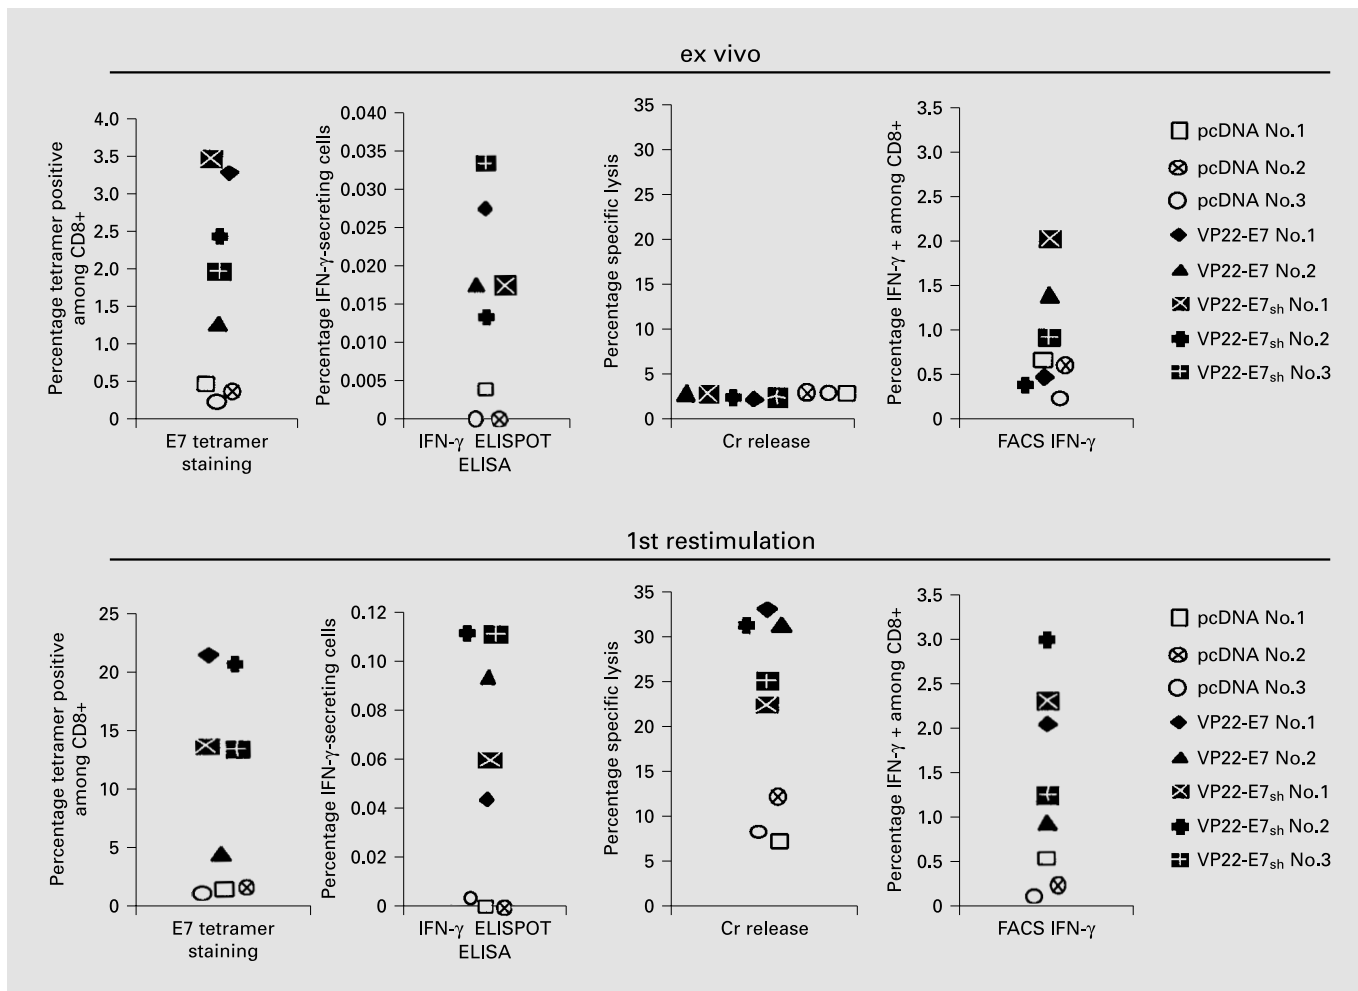 ex vivo
Percentage tetramer positive
among CD8+
4.0
3.5
3.0
2.5
2.0
1.5
1.0
0.5
0
E7 tetramer
staining
Percentage IFN-γ-secreting cells
0.040
0.035
0.030
0.025
0.020
0.015
0.010
0.005
0
IFN-γ ELISPOT
ELISA
Percentage specific lysis
35
30
25
20
15
10
5
0
Cr release
Percentage IFN-γ + among CD8+
3.5
3.0
2.5
2.0
1.5
1.0
0.5
0
FACS IFN-γ
pcDNA No.1
pcDNA No.2
pcDNA No.3
VP22-E7 No.1
VP22-E7 No.2
VP22-E7sh No.1
VP22-E7sh No.2
VP22-E7sh No.3
1st restimulation
Percentage tetramer positive
among CD8+
25
20
15
10
5
0
E7 tetramer
staining
Percentage IFN-γ-secreting cells
0.12
0.10
0.08
0.06
0.04
0.02
0
IFN-γ ELISPOT
ELISA
Percentage specific lysis
35
30
25
20
15
10
5
0
Cr release
Percentage IFN-γ + among CD8+
3.5
3.0
2.5
2.0
1.5
1.0
0.5
0
FACS IFN-γ
pcDNA No.1
pcDNA No.2
pcDNA No.3
VP22-E7 No.1
VP22-E7 No.2
VP22-E7sh No.1
VP22-E7sh No.2
VP22-E7sh No.3